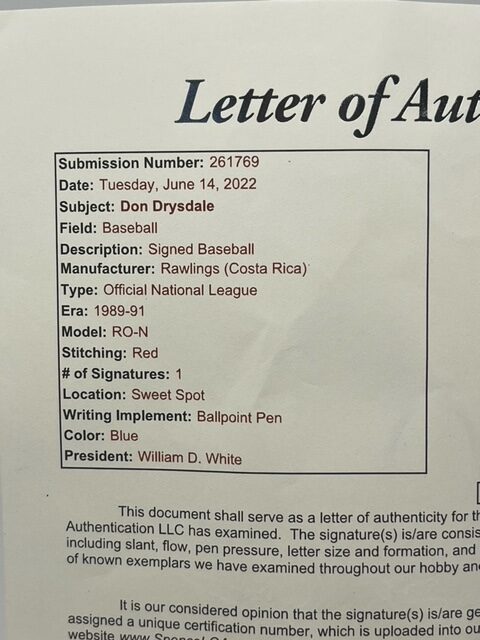 Letter of Aut
Submission Number: 261769
Date: Tuesday, June 14, 2022
Subject: Don Drysdale
Field: Baseball
Description: Signed Baseball
Manufacturer: Rawlings (Costa Rica)
Type: Official National League
Era: 1989-91
Model: RO-N
Stitching: Red
# of Signatures: 1
Location: Sweet Spot
Writing Implement: Ballpoint Pen
Color: Blue
President: William D. White
This document shall serve as a letter of authenticity for th
Authentication LLC has examined. The signature(s) is/are consis
including slant, flow, pen pressure, letter size and formation, and
of known exemplars we have examined throughout our hobby an
It is our considered opinion that the signature(s) is/are ge
assigned a unique certification number, which is uploaded into ou
website